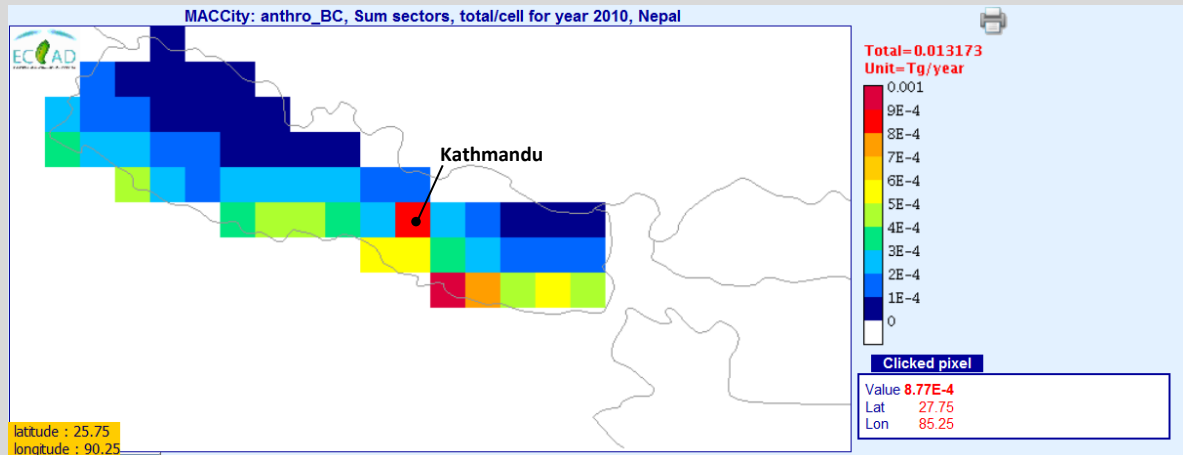 MACCity: anthro_BC, Sum sectors, total/cell for year 2010, Nepal
ECCAD
Total=0.013173
Unit=Tg/year
0.001
9E-4
8E-4
7E-4
6E-4
5E-4
4E-4
3E-4
2E-4
1E-4
0
Kathmandu
Clicked pixel
Value 8.77E-4
Lat 27.75
Lon 85.25
latitude : 25.75
longitude : 90.25